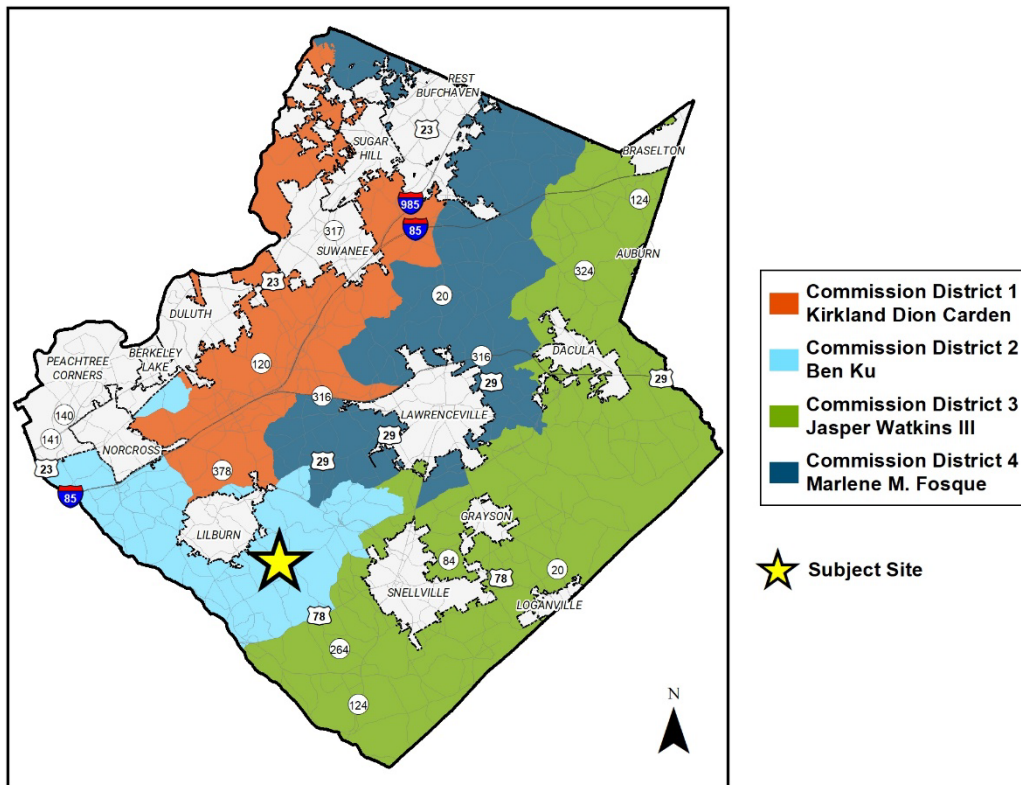 REST
BUFCHAVEN
23
SUGAR
HILL
BRASELTON
985
124
85
317
SUWANEE
AUBURN
324
23
20
DULUTH
316
DACULA
BERKELEY
LAKE
PEACHTREE
CORNERS
120
29
29
316
LAWRENCEVILLE
140
29
141
NORCROSS
23
378
29
85
GRAYSON
LILBURN
84
78
20
SNELLVILLE
LOGANVILLE
78
264
124
N
Commission District 1
Kirkland Dion Carden
Commission District 2
Ben Ku
Commission District 3
Jasper Watkins III
Commission District 4
Marlene M. Fosque
Subject Site